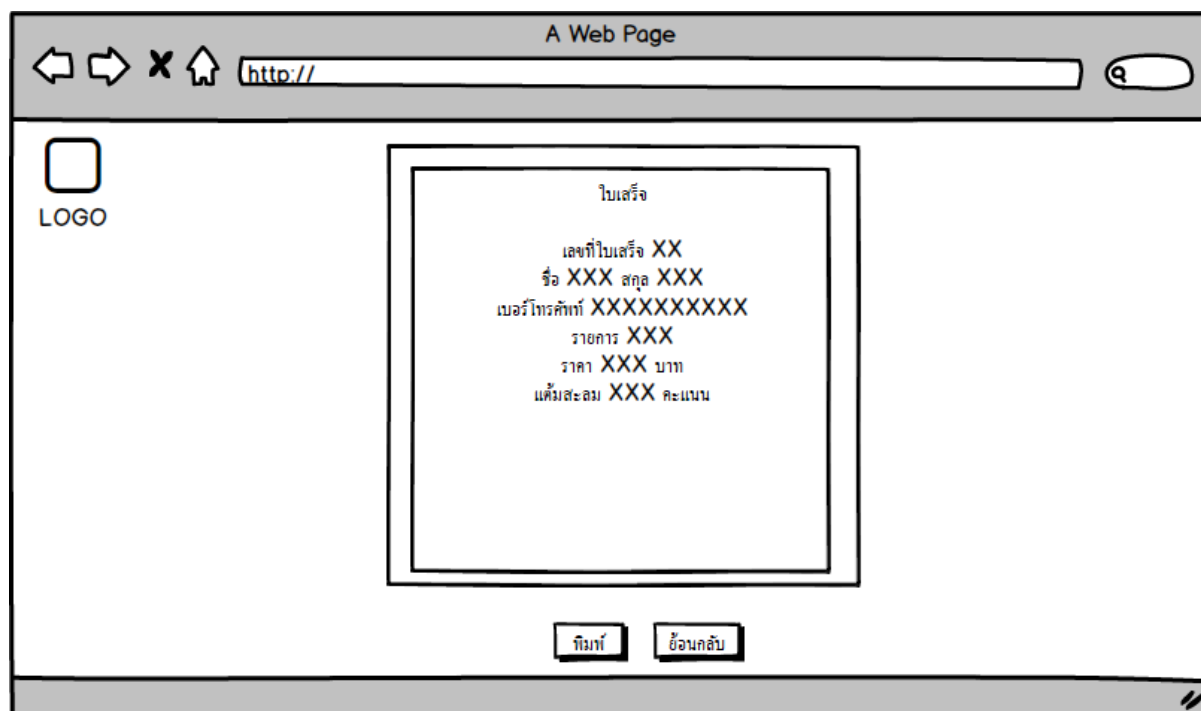 A Web Page
http://
LOGO
ใบเสร็จ
เลขที่ใบเสร็จ XX
ชื่อ XXX สกุล XXX
เบอร์โทรศัพท์ XXXXXXXXXX
รายการ XXX
ราคา XXX บาท
แต้มสะลม XXX คะแนน
พิมพ์
ย้อนกลับ